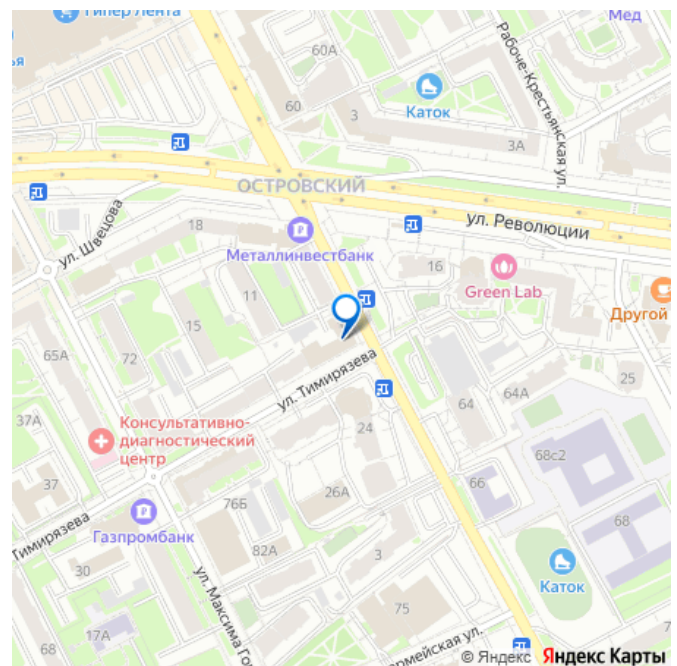 Гипер Лента
ья
60А
Мед
Рабоче-Крестьянская ул.
60
3
Каток
3А
ОСТРОВСКИЙ
ул. Революции
ул. Швецова
18
Металлинвестбанк
16
Green Lab
11
Другой
15
72
65А
ул. Тимирязева
25
37А
64
64А
Консультативно-
диагностический
центр
24
68с2
37
66
76Б
26А
68
Тимирязева
Газпромбанк
82А
30
3
Каток
ул. Максима Го
75
17А
68
7
армейская ул.
© Яндекс Яндекс Карты